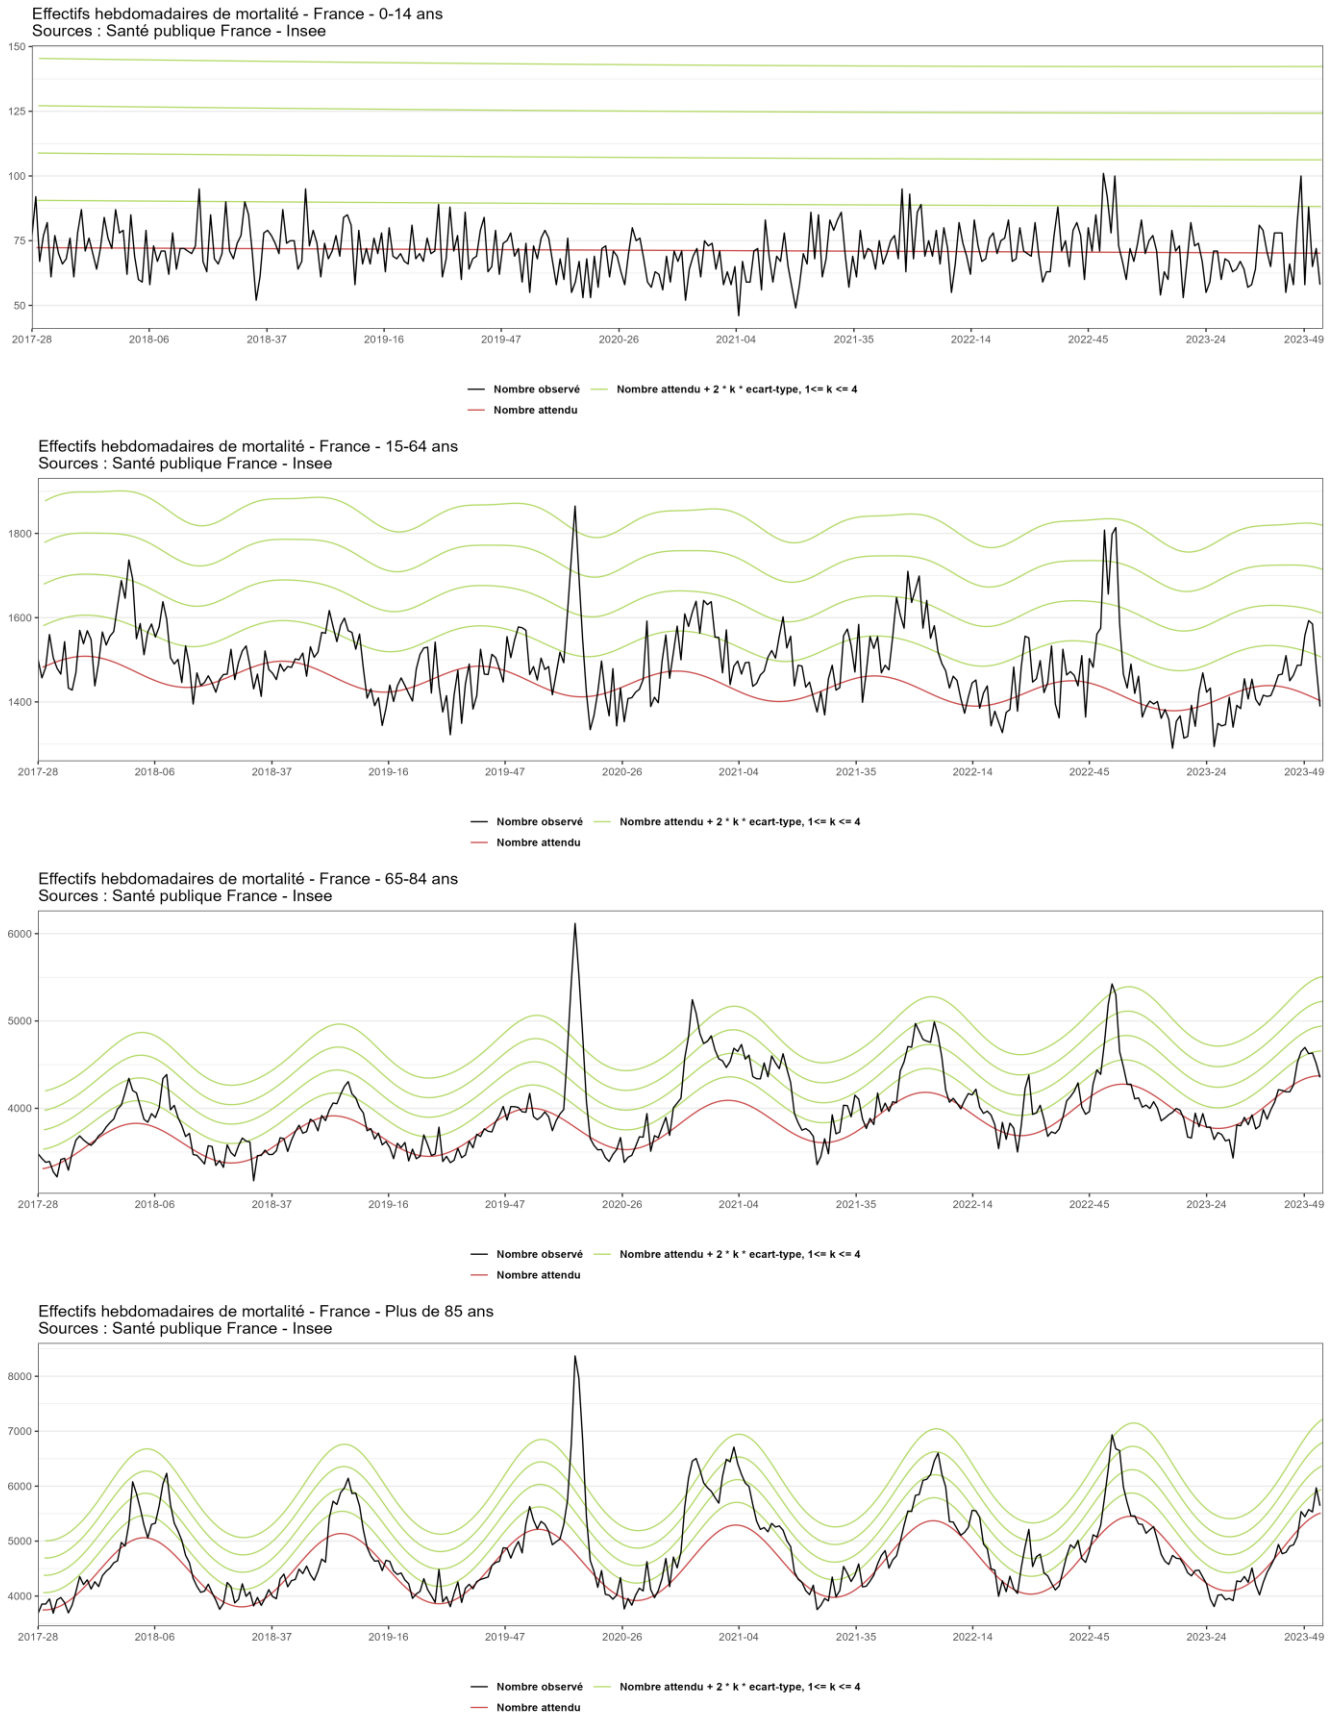 Effectifs hebdomadaires de mortalité - France - 0-14 ans
Sources : Santé publique France - Insee
150
125
100
75
50
2017-28 2018-06 2018-37 2019-16 2019-47 2020-26 2021-04 2021-35 2022-14 2022-45 2023-24 2023-49
Nombre observé Nombre attendu + 2 * k * ecart-type, 1<= k <= 4
Nombre attendu
Effectifs hebdomadaires de mortalité - France - 15-64 ans
Sources : Santé publique France - Insee
1800
1600
1400
2017-28 2018-06 2018-37 2019-16 2019-47 2020-26 2021-04 2021-35 2022-14 2022-45 2023-24 2023-49
Nombre observé Nombre attendu + 2 * k * ecart-type, 1<= k <= 4
Nombre attendu
Effectifs hebdomadaires de mortalité - France - 65-84 ans
Sources : Santé publique France - Insee
6000
5000
4000
2017-28 2018-06 2018-37 2019-16 2019-47 2020-26 2021-04 2021-35 2022-14 2022-45 2023-24 2023-49
Nombre observé Nombre attendu + 2 * k * ecart-type, 1<= k <= 4
Nombre attendu
Effectifs hebdomadaires de mortalité - France - Plus de 85 ans
Sources : Santé publique France - Insee
8000
7000
6000
5000
4000
2017-28 2018-06 2018-37 2019-16 2019-47 2020-26 2021-04 2021-35 2022-14 2022-45 2023-24 2023-49
Nombre observé Nombre attendu + 2 * k * ecart-type, 1<= k <= 4
Nombre attendu